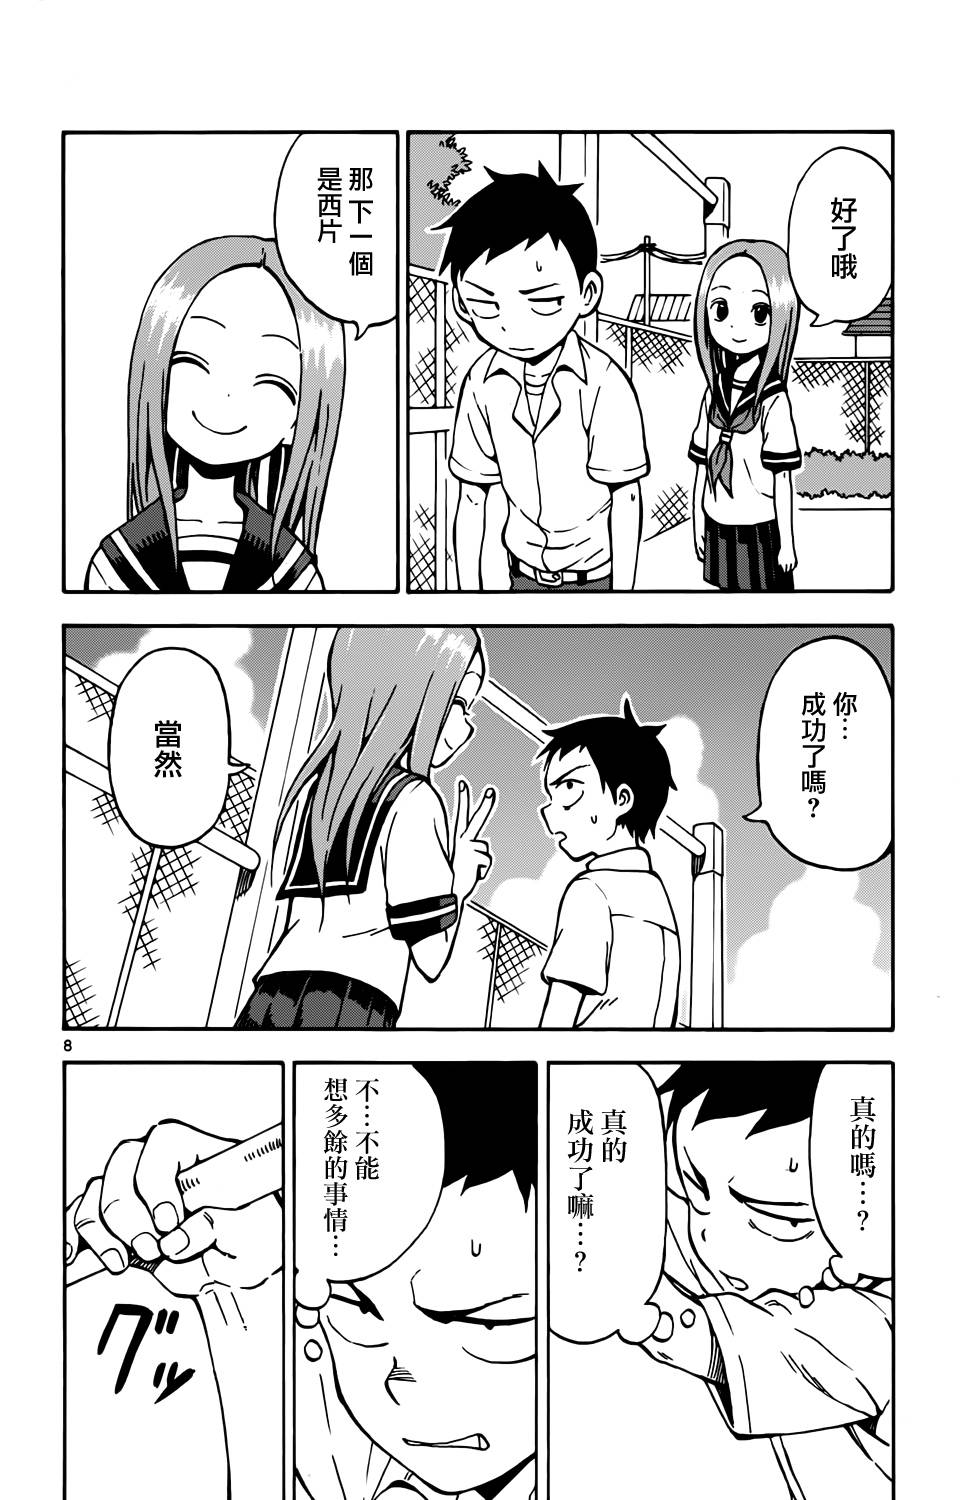 好了哦
那下一個
是西片
你…
成功了嗎?
當然
8
真的嗎…?
真的
成功了嘛…?
不…不能
想多餘的事情…
グッ